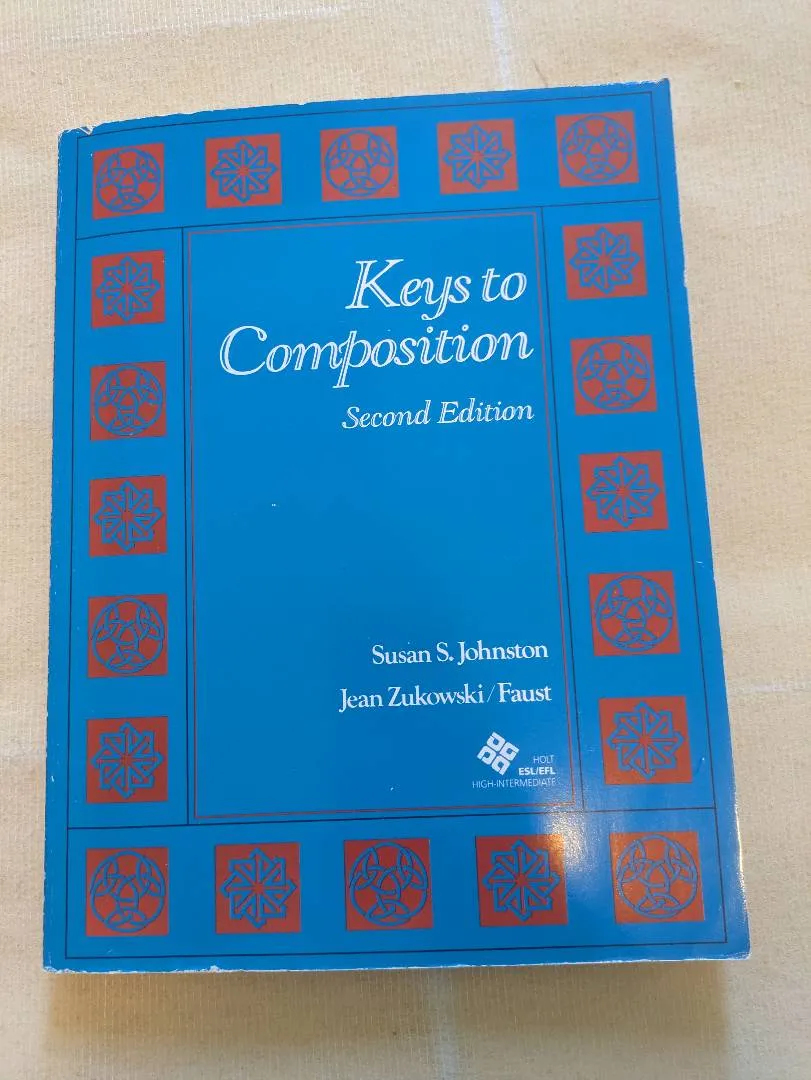 Keys to
Composition
Second Edition
Susan S. Johnston
Jean Zukowski/Faust
HOLT
ESL/EFL
HIGH-INTERMEDIATE